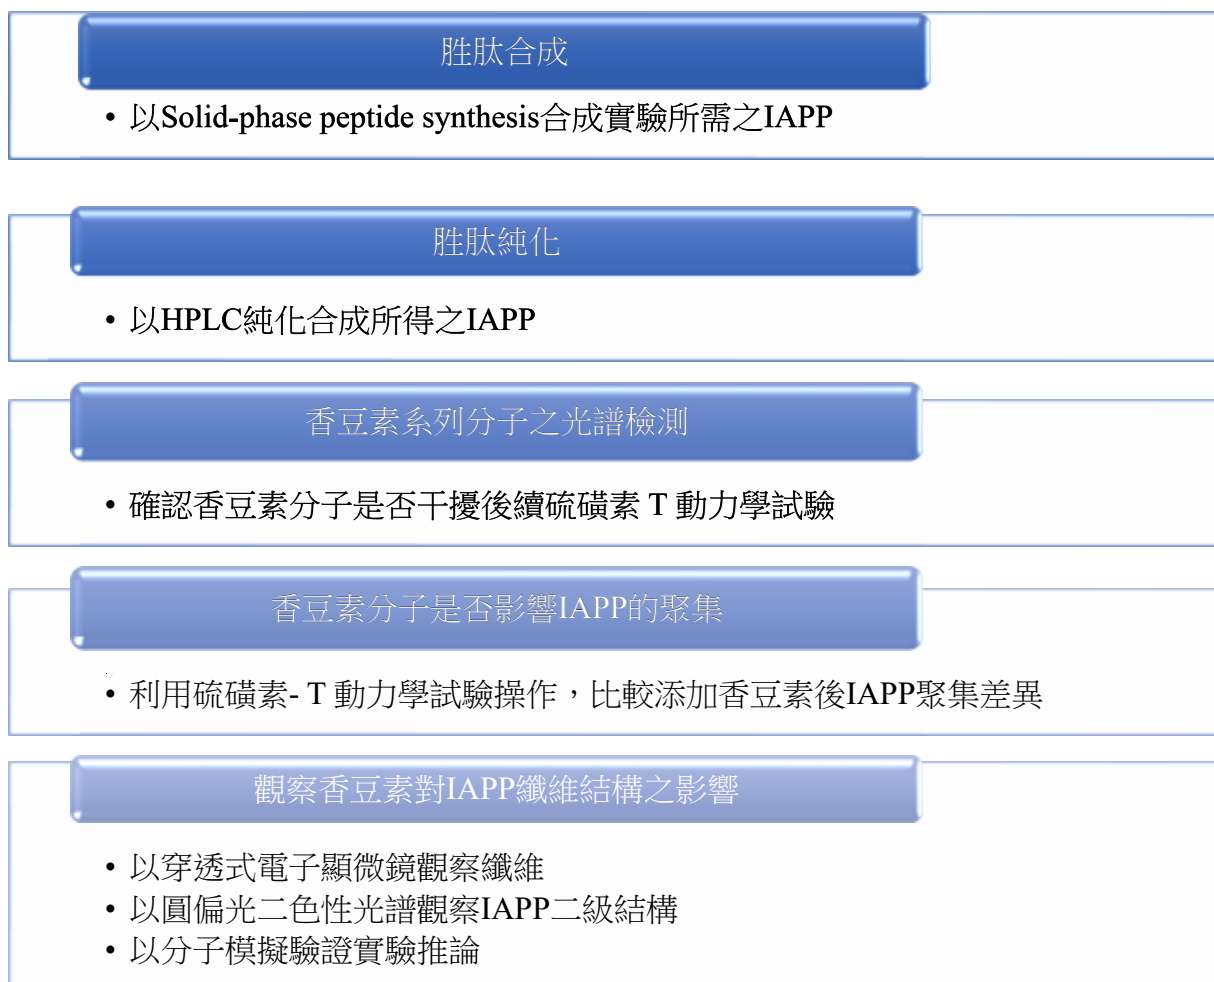 胜肽合成
• 以Solid-phase peptide synthesis合成實驗所需之IAPP
胜肽純化
• 以HPLC純化合成所得之IAPP
香豆素系列分子之光譜檢測
• 確認香豆素分子是否干擾後續硫磺素 T 動力學試驗
香豆素分子是否影響IAPP的聚集
• 利用硫磺素- T 動力學試驗操作，比較添加香豆素後IAPP聚集差異
觀察香豆素對IAPP纖維結構之影響
• 以穿透式電子顯微鏡觀察纖維
• 以圓偏光二色性光譜觀察IAPP二級結構
• 以分子模擬驗證實驗推論